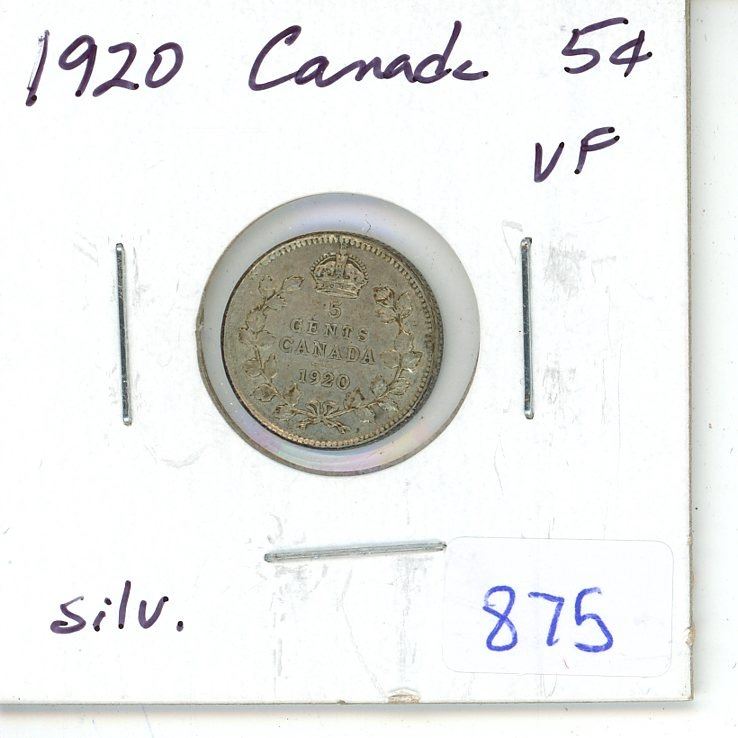 1920 Canada 5¢
VF
5
CENTS
CANADA
1920
silv.
875